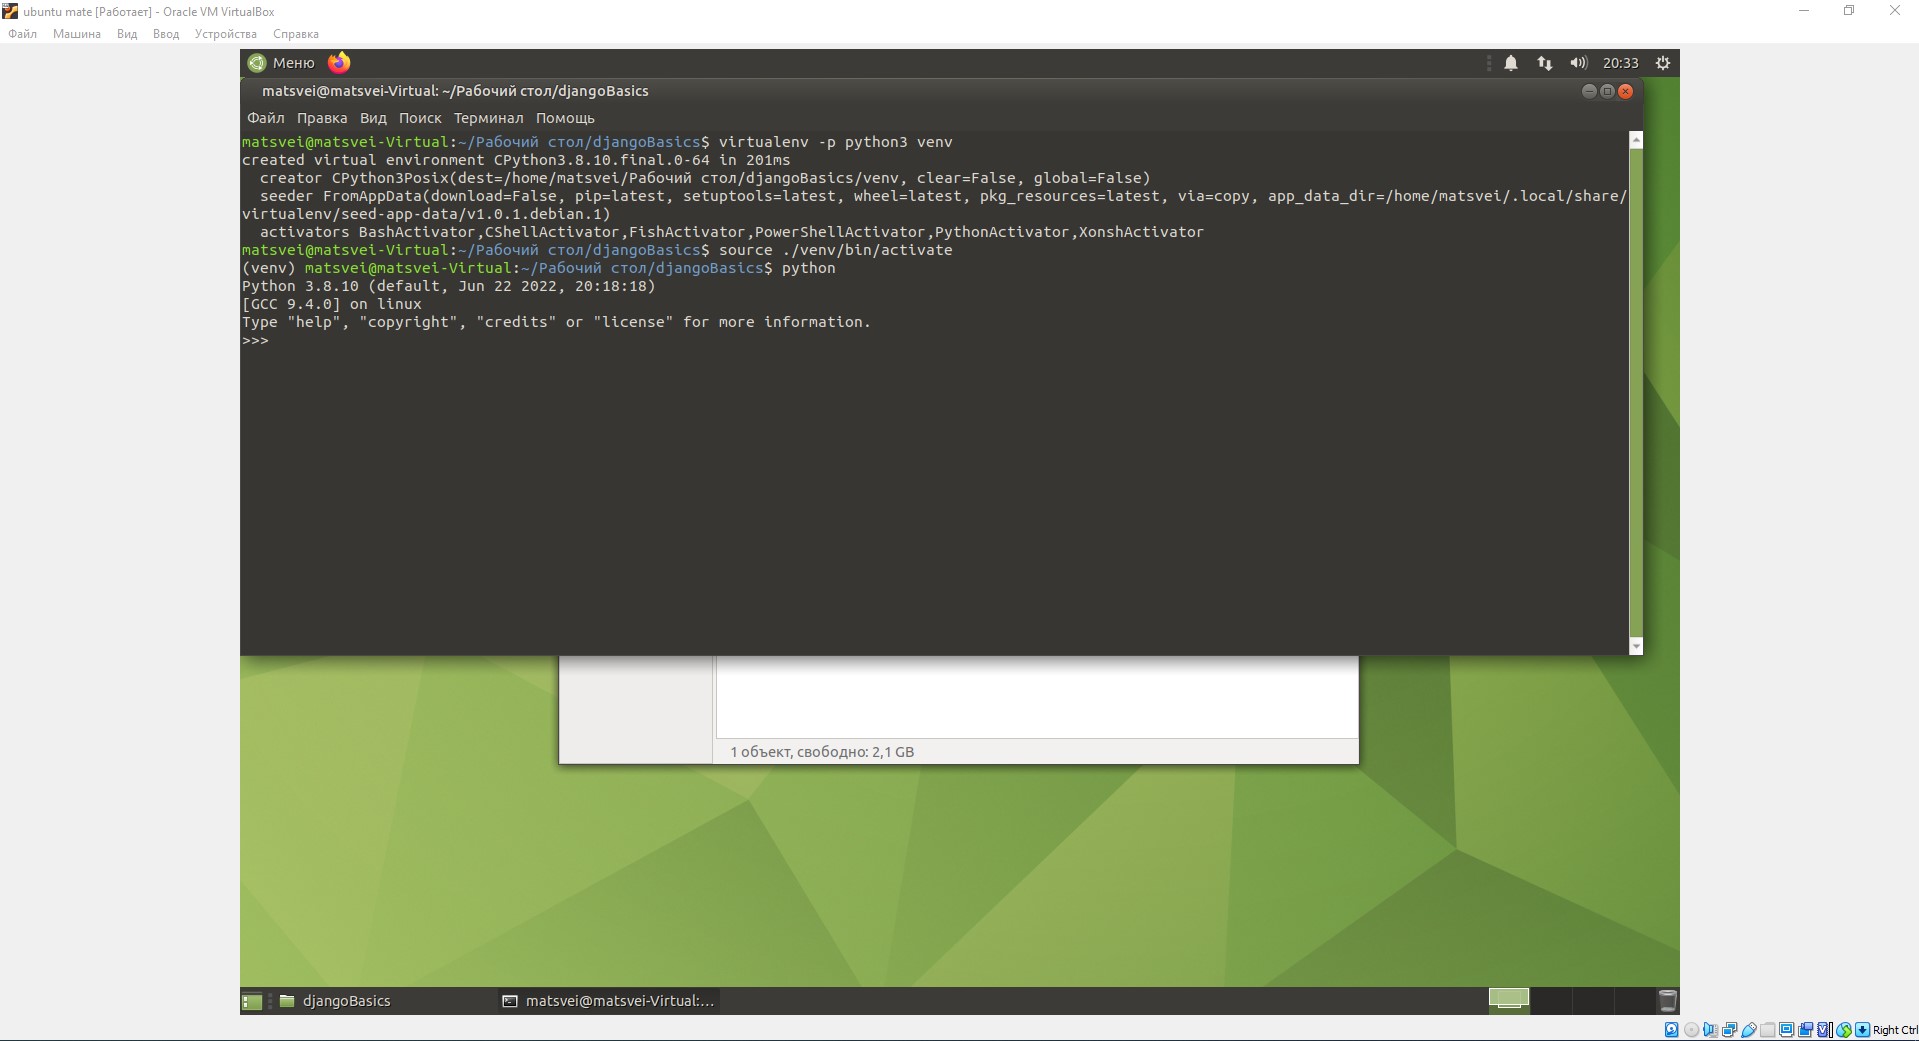 ubuntu mate [Работает] - Oracle VM VirtualBox
Файл Машина Вид Ввод Устройства Справка
Меню 20:33
matsvei@matsvei-Virtual: ~/Рабочий стол/djangoBasics
Файл Правка Вид Поиск Терминал Помощь
matsvei@matsvei-Virtual:~/Рабочий стол/djangoBasics$ virtualenv -p python3 venv
created virtual environment CPython3.8.10.final.0-64 in 201ms
  creator CPython3Posix(dest=/home/matsvei/Рабочий стол/djangoBasics/venv, clear=False, global=False)
  seeder FromAppData(download=False, pip=latest, setuptools=latest, wheel=latest, pkg_resources=latest, via=copy, app_data_dir=/home/matsvei/.local/share/
virtualenv/seed-app-data/v1.0.1.debian.1)
  activators BashActivator,CShellActivator,FishActivator,PowerShellActivator,PythonActivator,XonshActivator
matsvei@matsvei-Virtual:~/Рабочий стол/djangoBasics$ source ./venv/bin/activate
(venv) matsvei@matsvei-Virtual:~/Рабочий стол/djangoBasics$ python
Python 3.8.10 (default, Jun 22 2022, 20:18:18)
[GCC 9.4.0] on linux
Type "help", "copyright", "credits" or "license" for more information.
>>>
1 объект, свободно: 2,1 GB
djangoBasics matsvei@matsvei-Virtual:...
Right Ctrl